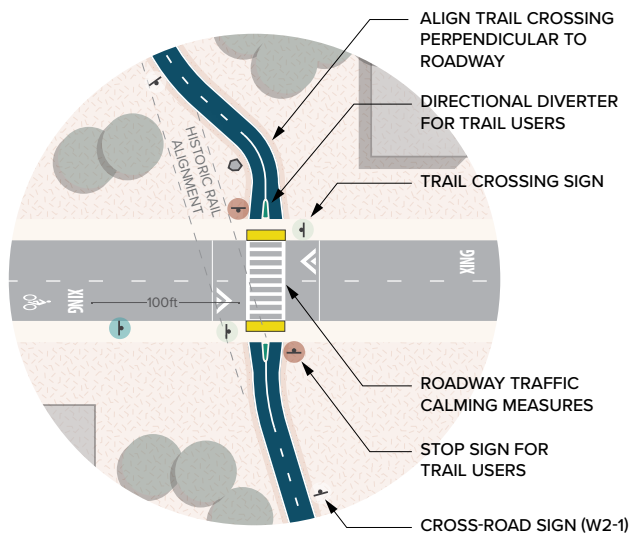 ALIGN TRAIL CROSSING
PERPENDICULAR TO
ROADWAY
DIRECTIONAL DIVERTER
FOR TRAIL USERS
TRAIL CROSSING SIGN
HISTORIC RAIL
ALIGNMENT
XING
XING
100ft
ROADWAY TRAFFIC
CALMING MEASURES
STOP SIGN FOR
TRAIL USERS
CROSS-ROAD SIGN (W2-1)